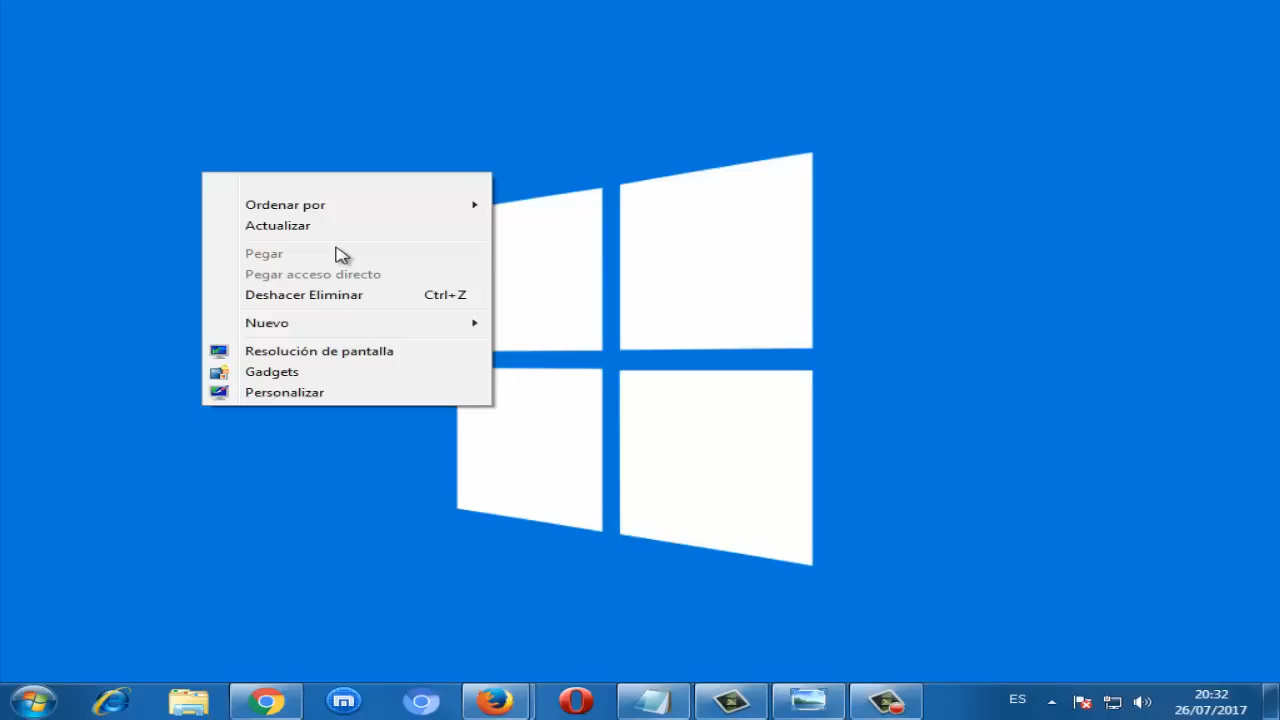 Ordenar por
Actualizar
Pegar
Pegar acceso directo
Deshacer Eliminar Ctrl+Z
Nuevo
Resolución de pantalla
Gadgets
Personalizar
ES
20:32
26/07/2017